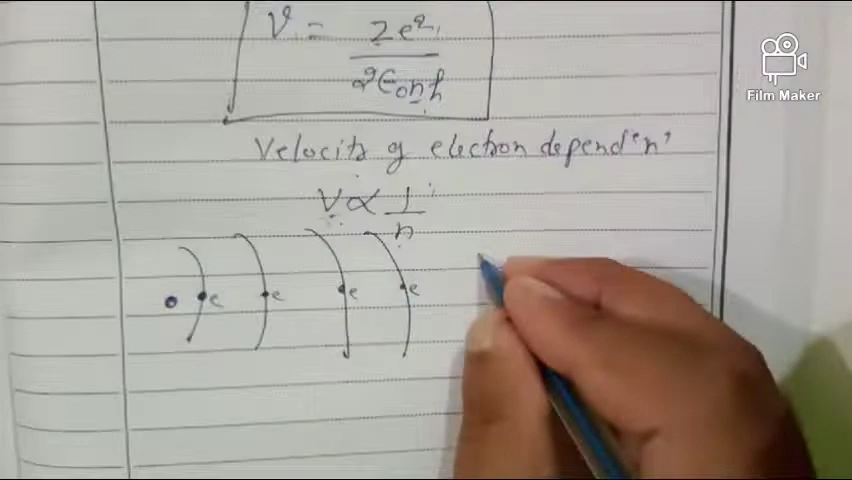 V = Ze²
2ϵ₀nh
Velocity of electron depend 'n'
V ∝ 1
n
e e e e
Film Maker